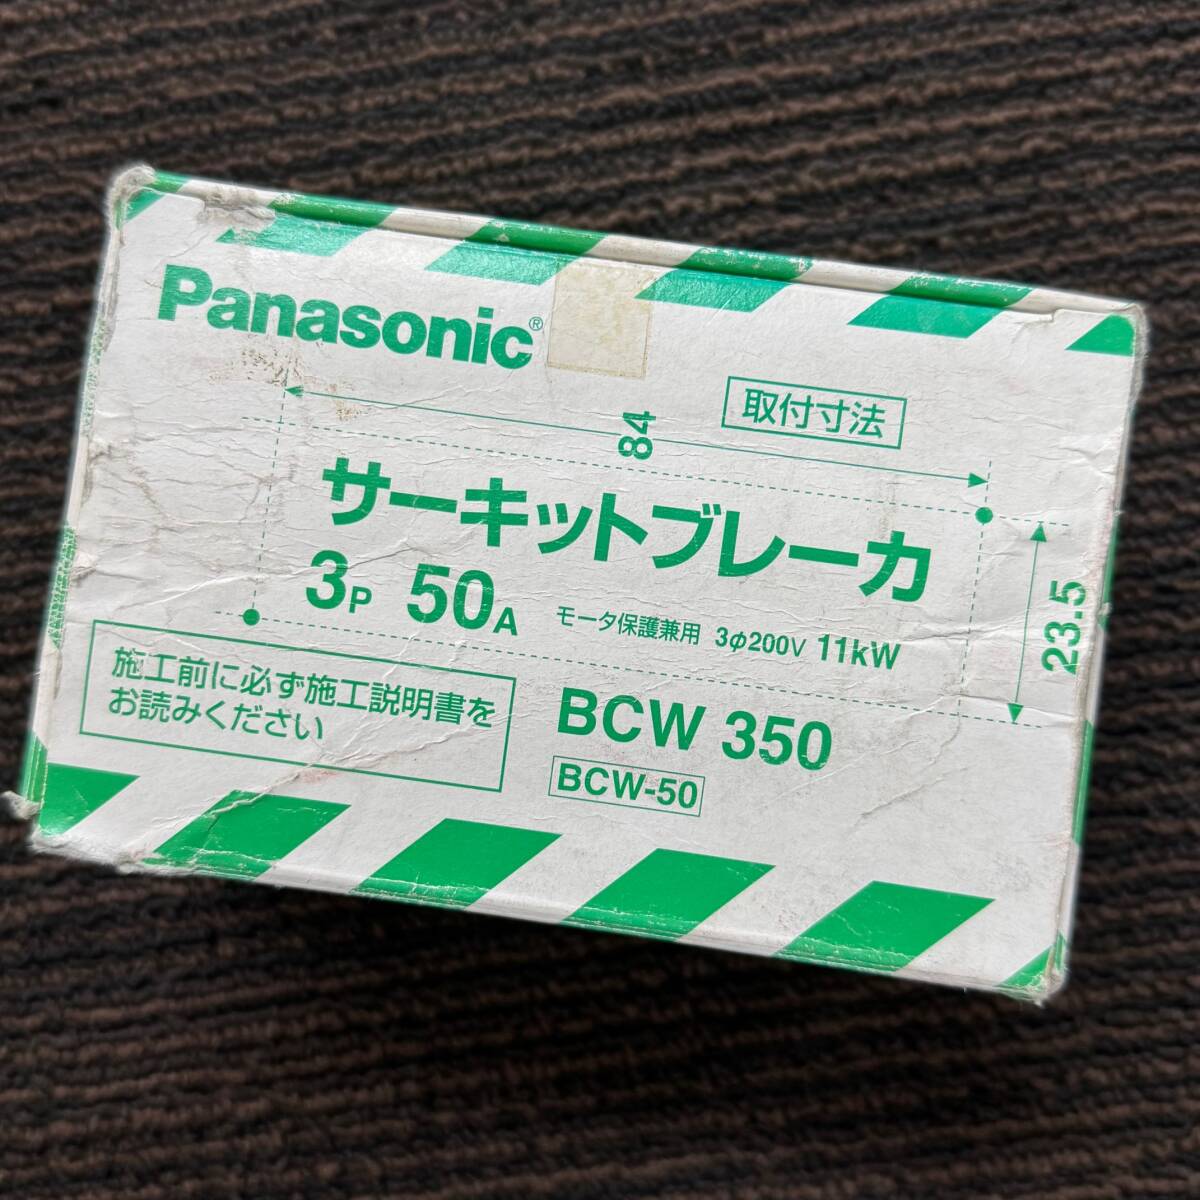 Panasonic®
取付寸法
84
サーキットブレーカ
3P 50A モータ保護兼用 3φ200V 11kW
23.5
施工前に必ず施工説明書を
お読みください
BCW 350
BCW-50